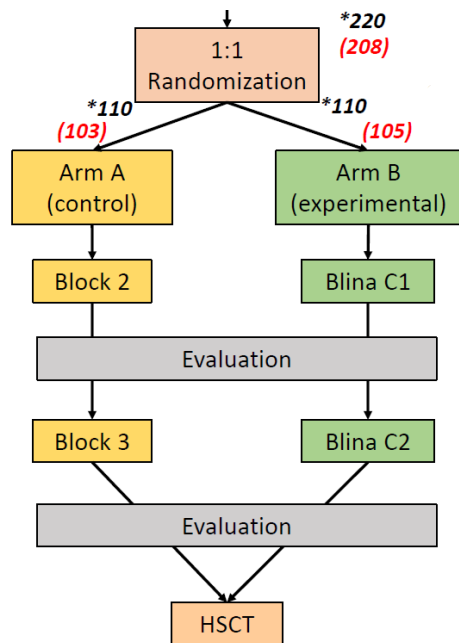 *220
(208)
1:1
Randomization
*110
(103)
*110
(105)
Arm A
(control)
Arm B
(experimental)
Block 2
Blina C1
Evaluation
Block 3
Blina C2
Evaluation
HSCT